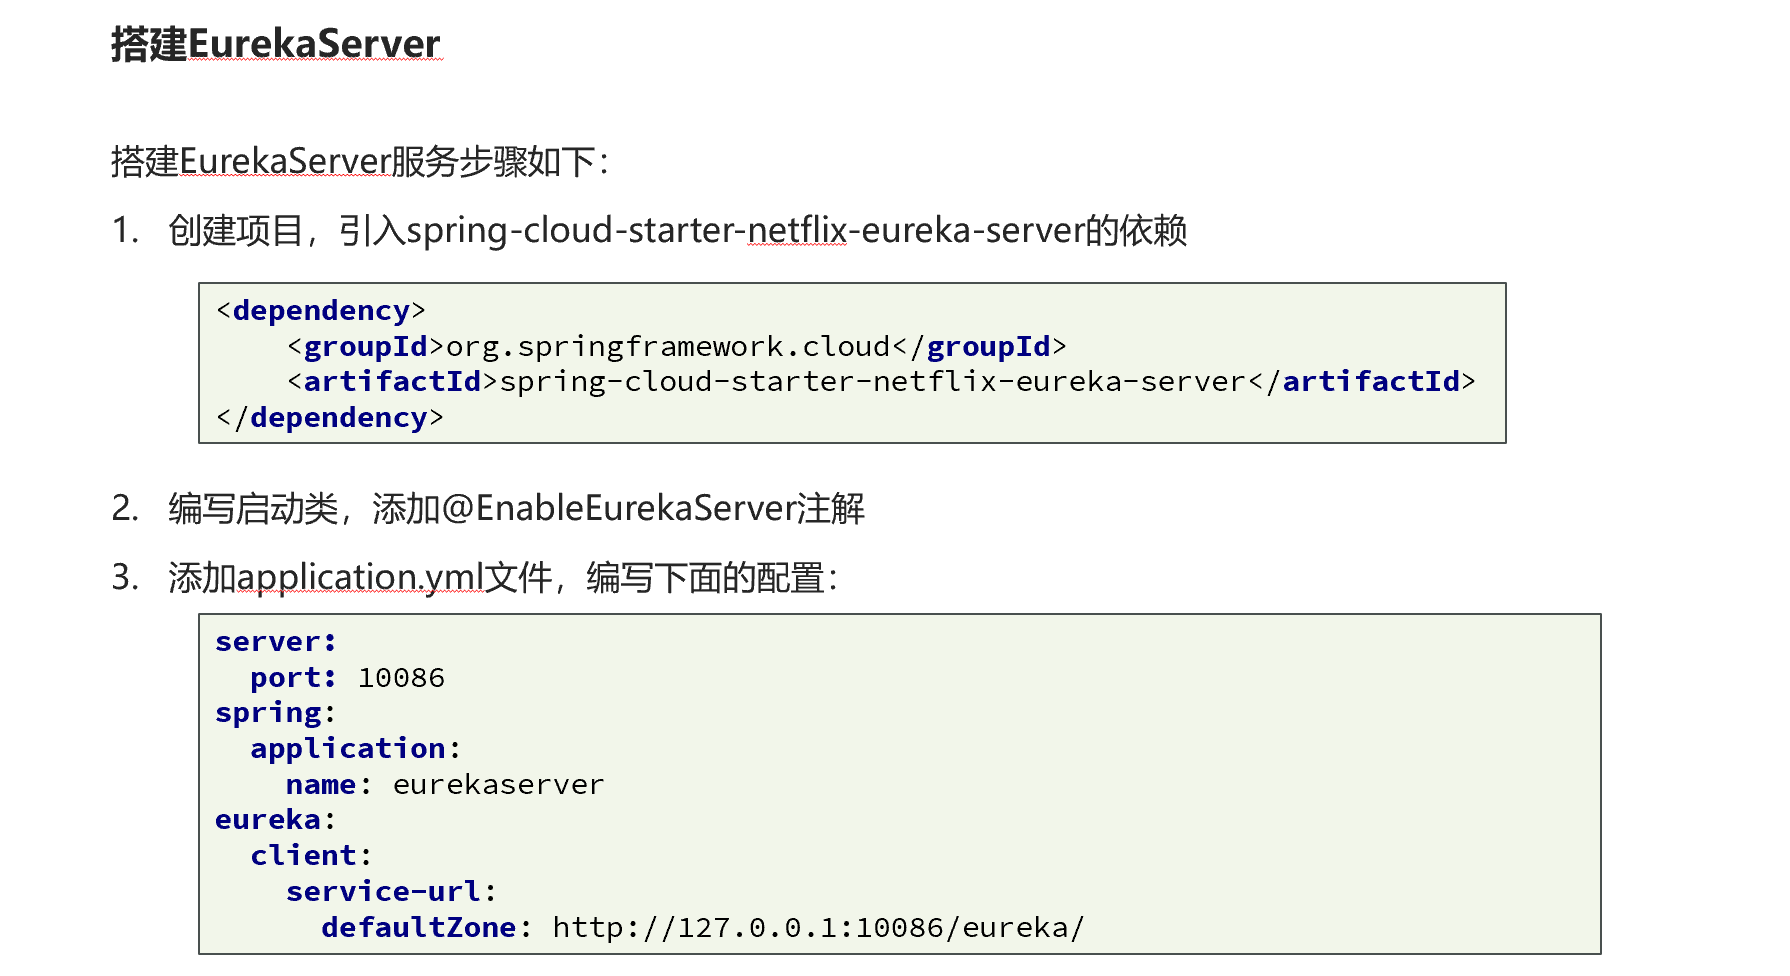 搭建EurekaServer
搭建EurekaServer服务步骤如下：
1. 创建项目，引入spring-cloud-starter-netflix-eureka-server的依赖
<dependency>
    <groupId>org.springframework.cloud</groupId>
    <artifactId>spring-cloud-starter-netflix-eureka-server</artifactId>
</dependency>
2. 编写启动类，添加@EnableEurekaServer注解
3. 添加application.yml文件，编写下面的配置：
server:
  port: 10086
spring:
  application:
    name: eurekaserver
eureka:
  client:
    service-url:
      defaultZone: http://127.0.0.1:10086/eureka/